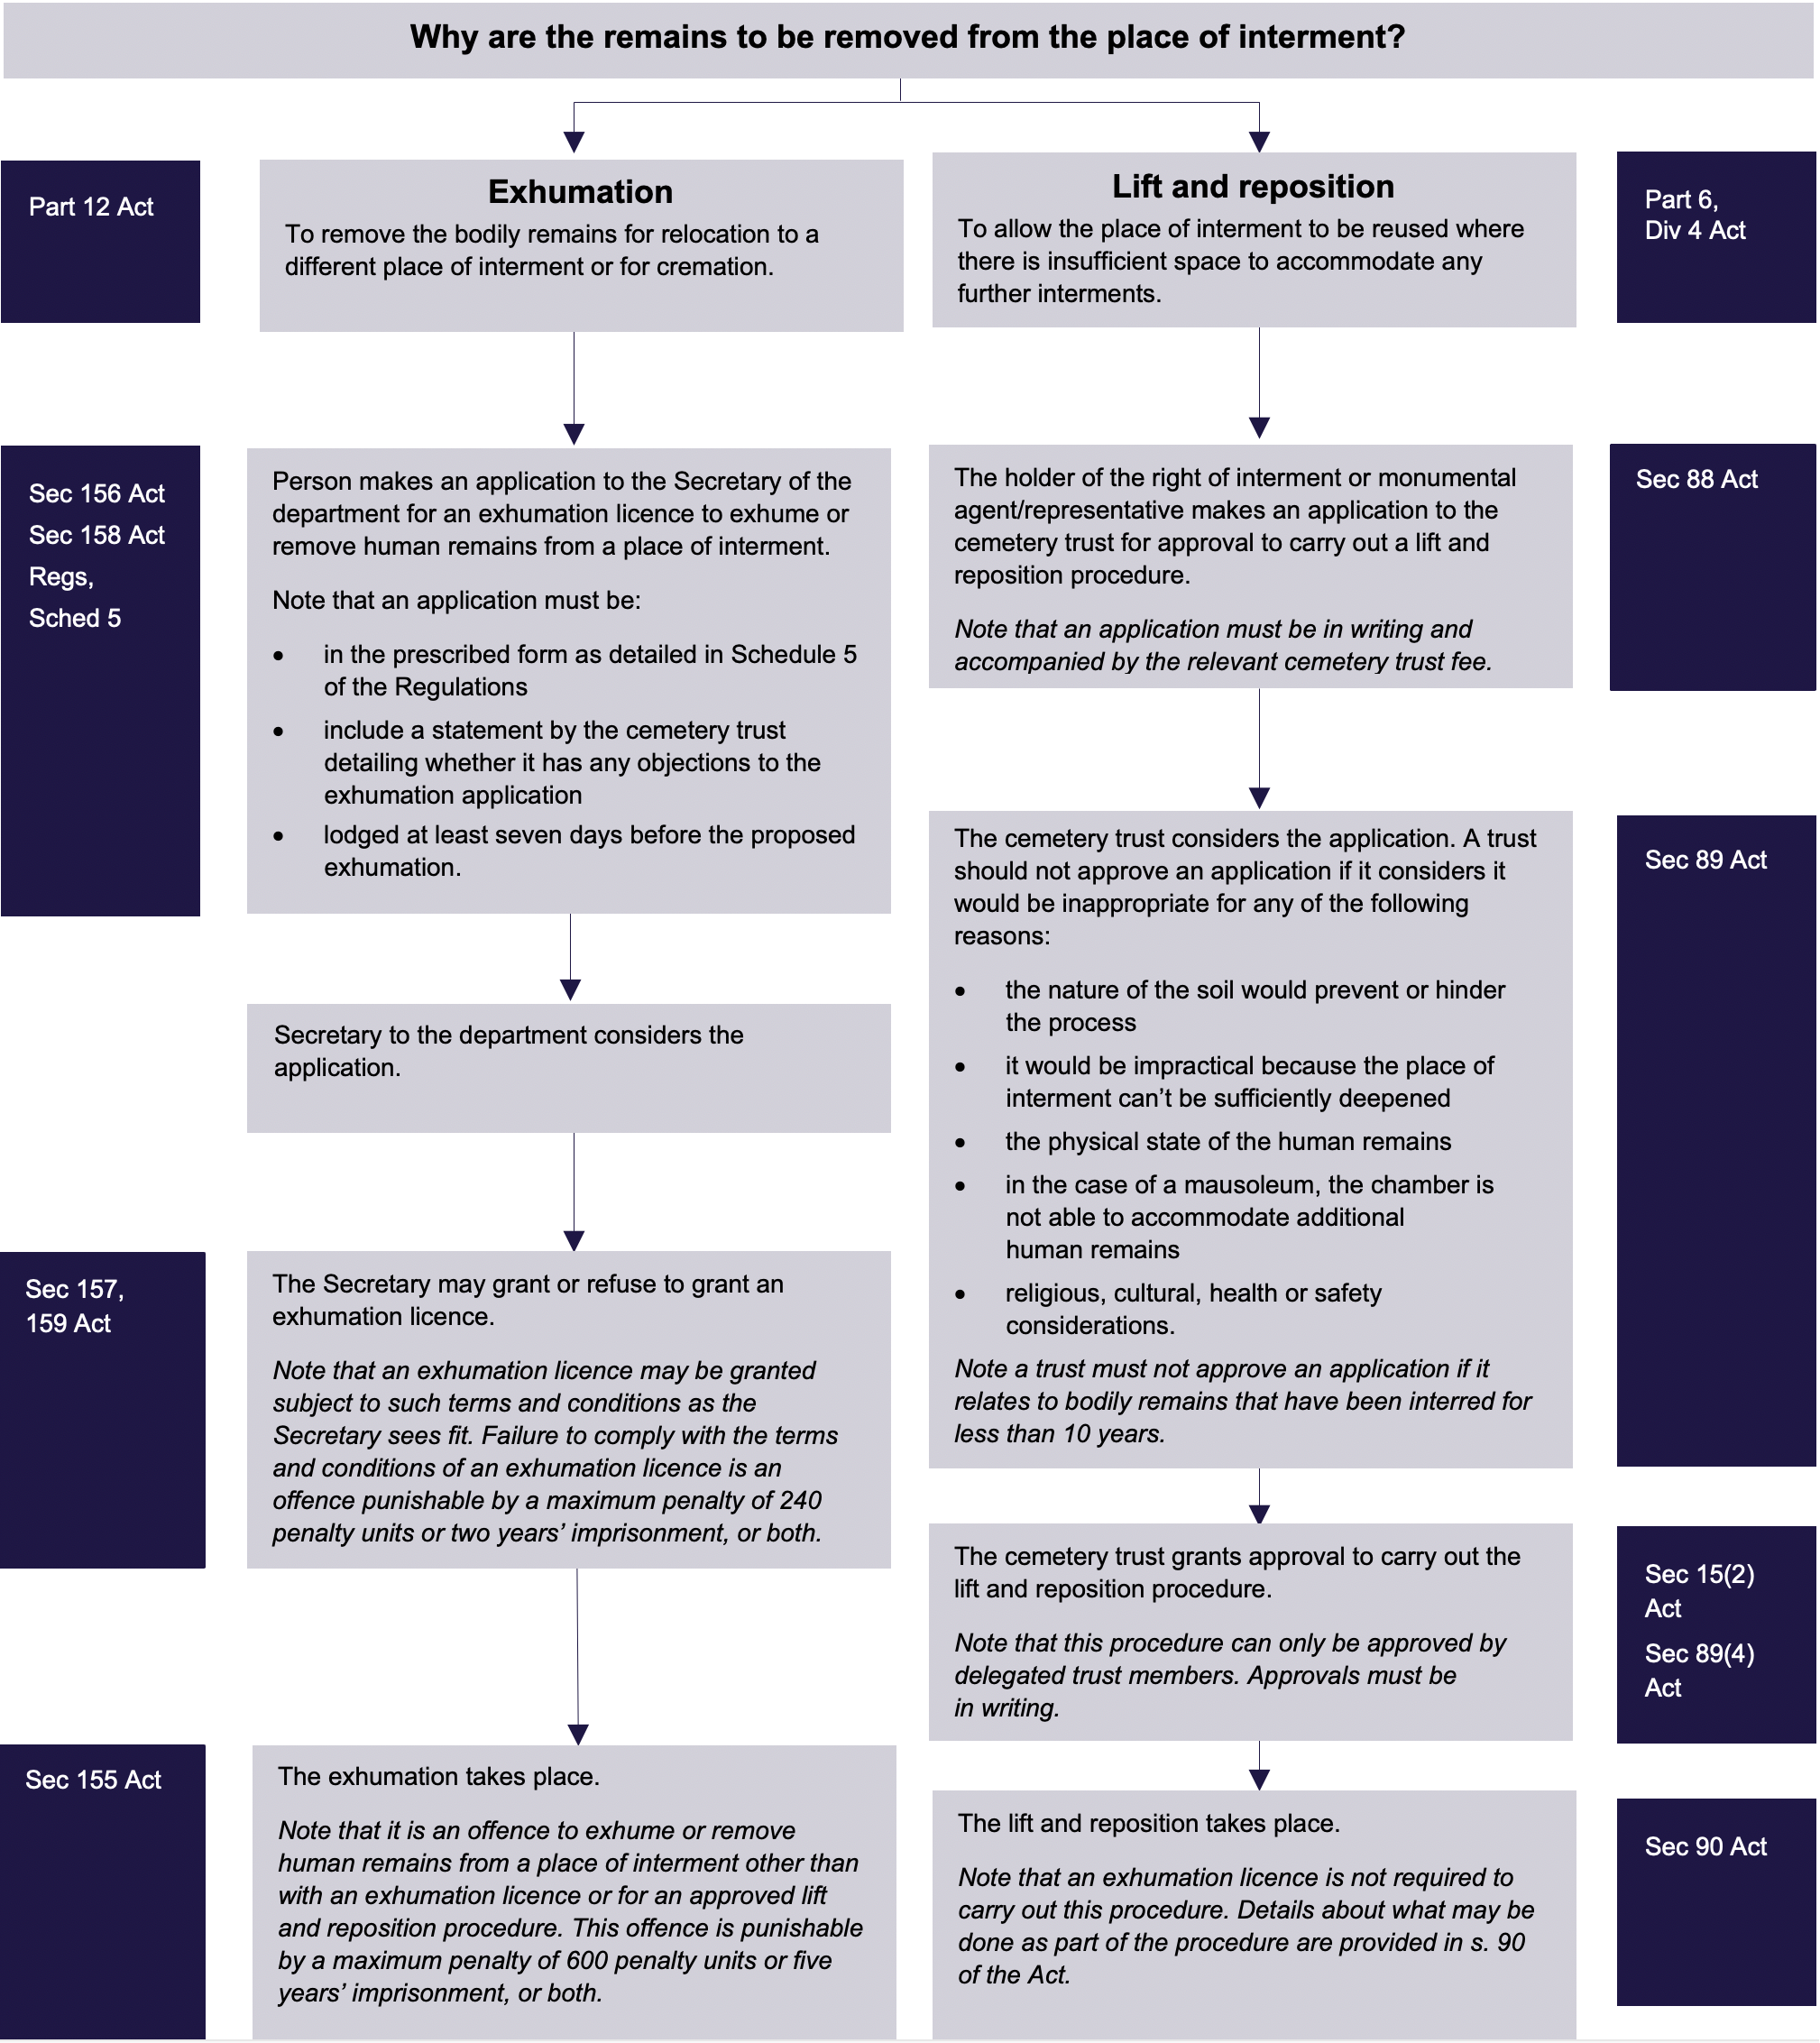 Why are the remains to be removed from the place of interment?
Part 12 Act
Exhumation
To remove the bodily remains for relocation to a
different place of interment or for cremation.
Lift and reposition
To allow the place of interment to be reused where
there is insufficient space to accommodate any
further interments.
Part 6,
Div 4 Act
Sec 156 Act
Sec 158 Act
Regs,
Sched 5
Person makes an application to the Secretary of the
department for an exhumation licence to exhume or
remove human remains from a place of interment.
Note that an application must be:
• in the prescribed form as detailed in Schedule 5
of the Regulations
• include a statement by the cemetery trust
detailing whether it has any objections to the
exhumation application
• lodged at least seven days before the proposed
exhumation.
The holder of the right of interment or monumental
agent/representative makes an application to the
cemetery trust for approval to carry out a lift and
reposition procedure.
Note that an application must be in writing and
accompanied by the relevant cemetery trust fee.
Sec 88 Act
Secretary to the department considers the
application.
The cemetery trust considers the application. A trust
should not approve an application if it considers it
would be inappropriate for any of the following
reasons:
• the nature of the soil would prevent or hinder
the process
• it would be impractical because the place of
interment can’t be sufficiently deepened
• the physical state of the human remains
• in the case of a mausoleum, the chamber is
not able to accommodate additional
human remains
• religious, cultural, health or safety
considerations.
Note a trust must not approve an application if it
relates to bodily remains that have been interred for
less than 10 years.
Sec 89 Act
Sec 157,
159 Act
The Secretary may grant or refuse to grant an
exhumation licence.
Note that an exhumation licence may be granted
subject to such terms and conditions as the
Secretary sees fit. Failure to comply with the terms
and conditions of an exhumation licence is an
offence punishable by a maximum penalty of 240
penalty units or two years’ imprisonment, or both.
The cemetery trust grants approval to carry out the
lift and reposition procedure.
Note that this procedure can only be approved by
delegated trust members. Approvals must be
in writing.
Sec 15(2)
Act
Sec 89(4)
Act
Sec 155 Act
The exhumation takes place.
Note that it is an offence to exhume or remove
human remains from a place of interment other than
with an exhumation licence or for an approved lift
and reposition procedure. This offence is punishable
by a maximum penalty of 600 penalty units or five
years’ imprisonment, or both.
The lift and reposition takes place.
Note that an exhumation licence is not required to
carry out this procedure. Details about what may be
done as part of the procedure are provided in s. 90
of the Act.
Sec 90 Act